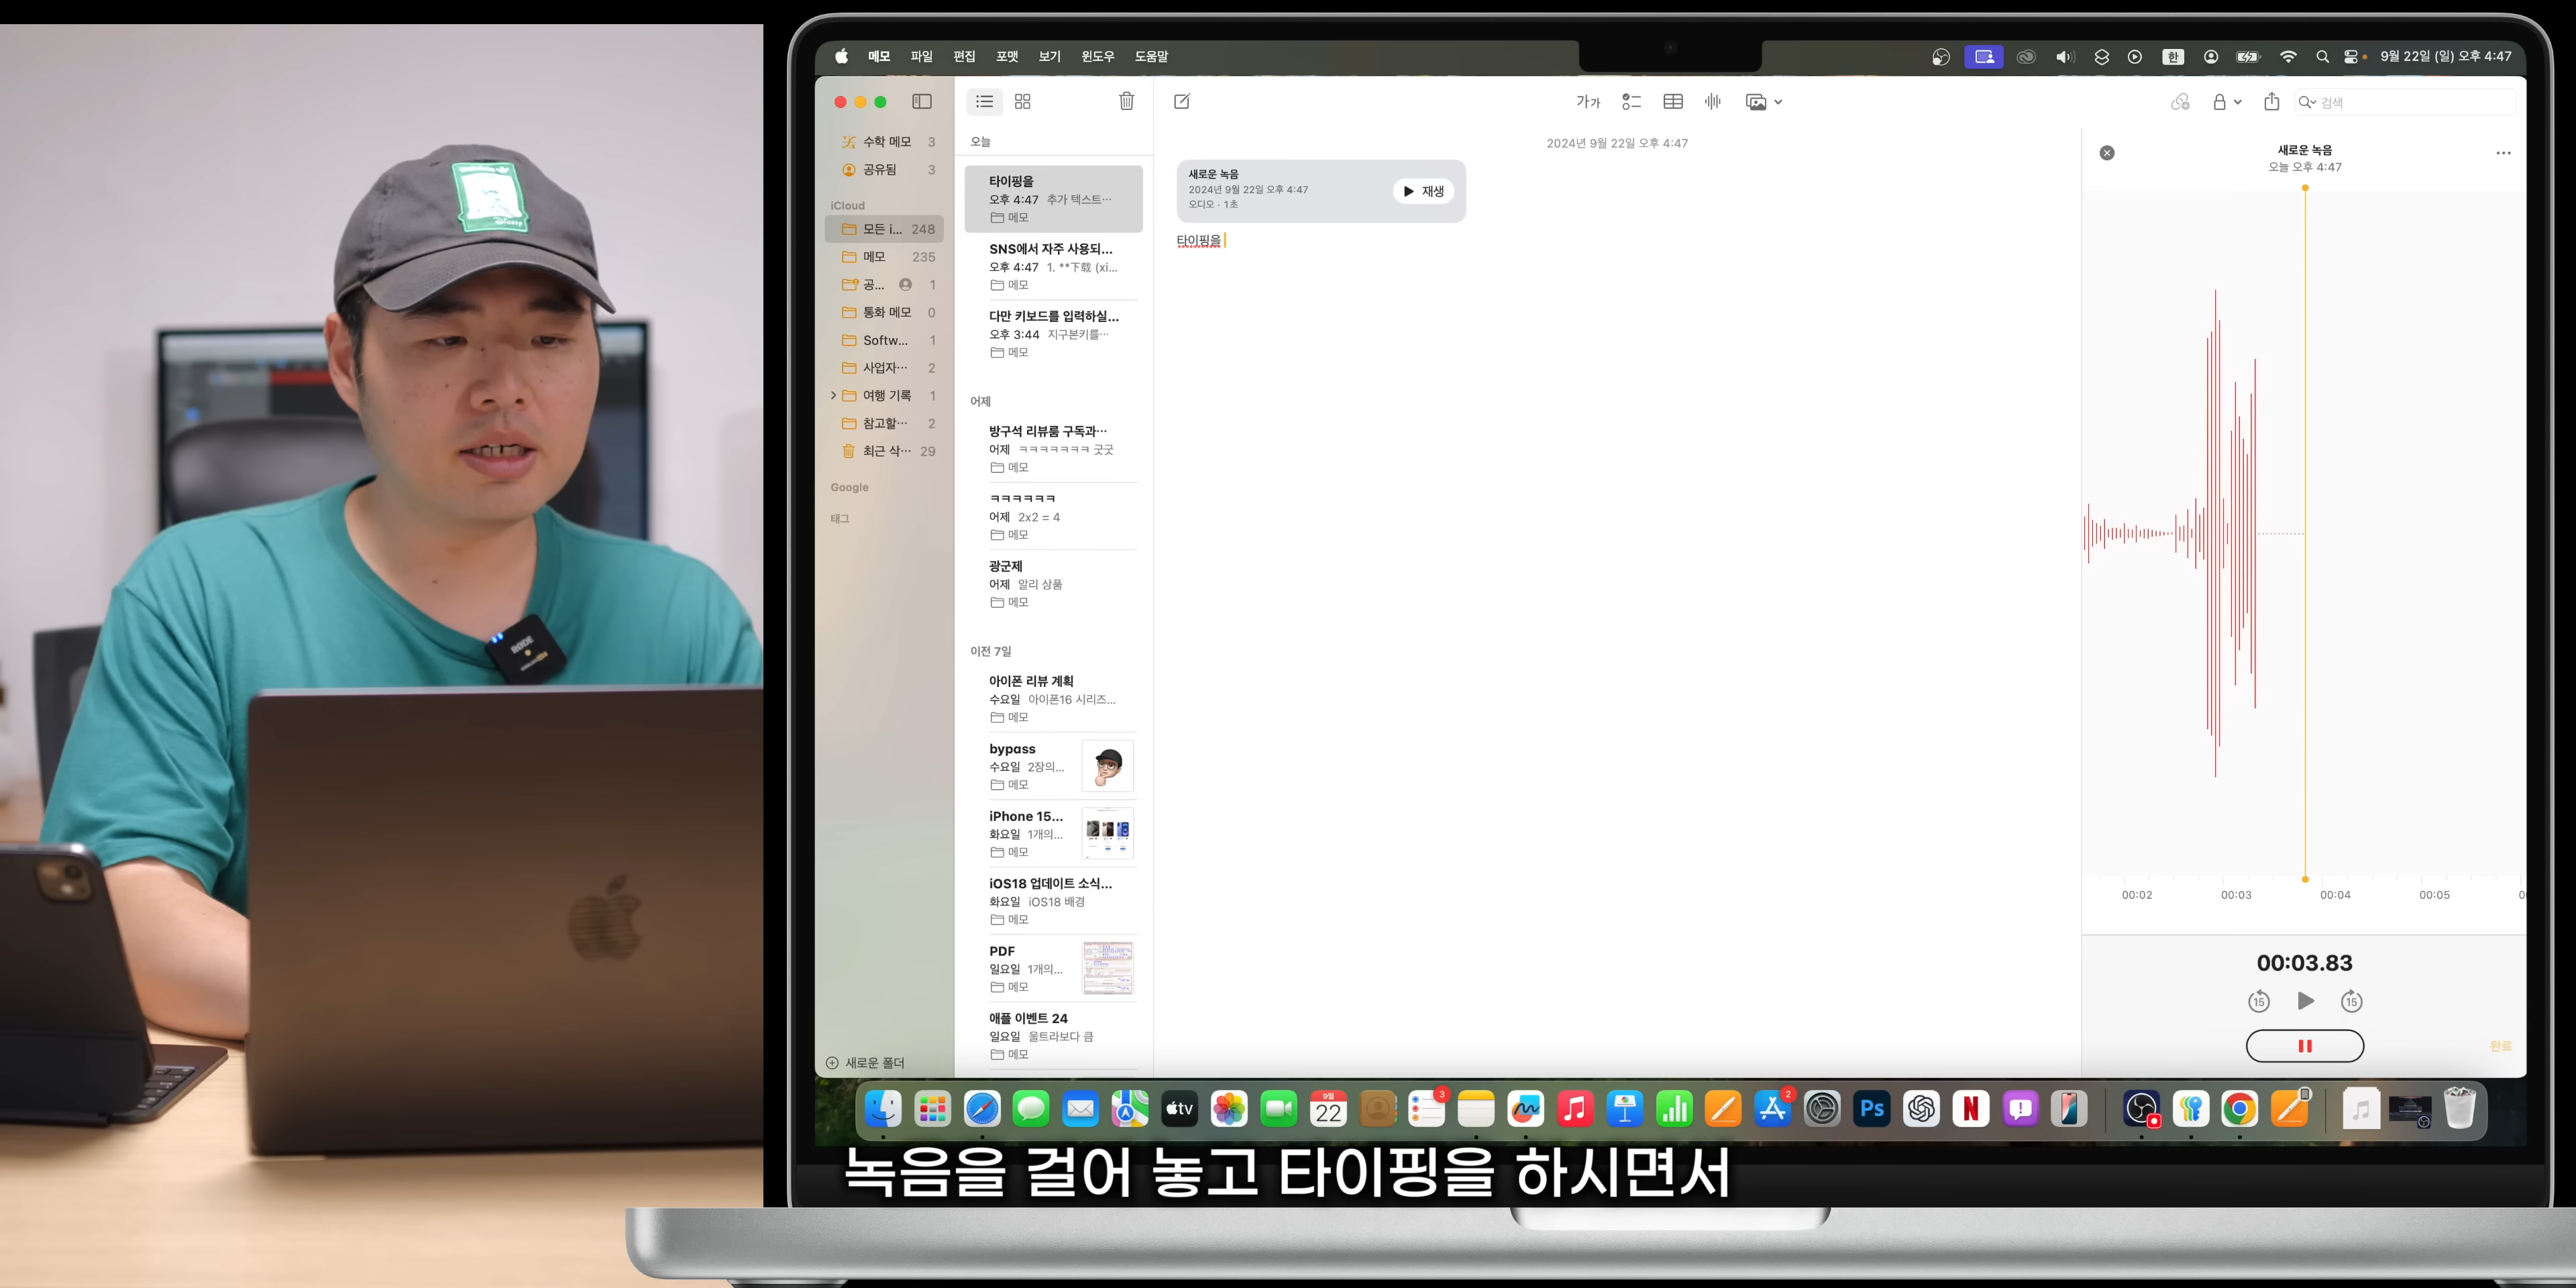 메모 파일 편집 포맷 보기 윈도우 도움말
한
9월 22일 (일) 오후 4:47
수학 메모 3
공유됨 3
iCloud
모든 i... 248
메모 235
공... 1
통화 메모 0
Softw... 1
사업자… 2
여행 기록 1
참고할… 2
최근 삭… 29
Google
태그
새로운 폴더
오늘
타이핑을
오후 4:47 추가 텍스트…
메모
SNS에서 자주 사용되...
오후 4:47 1. **下载 (xi...
메모
다만 키보드를 입력하실...
오후 3:44 지구본키를…
메모
어제
방구석 리뷰룸 구독과…
어제 ㅋㅋㅋㅋㅋㅋㅋ 굿굿
메모
ㅋㅋㅋㅋㅋㅋ
어제 2x2 = 4
메모
광군제
어제 알리 상품
메모
이전 7일
아이폰 리뷰 계획
수요일 아이폰16 시리즈...
메모
bypass
수요일 2장의...
메모
iPhone 15...
화요일 1개의...
메모
iOS18 업데이트 소식...
화요일 iOS18 배경
메모
PDF
일요일 1개의...
메모
애플 이벤트 24
일요일 울트라보다 큼
메모
가가
검색
2024년 9월 22일 오후 4:47
새로운 녹음
2024년 9월 22일 오후 4:47
오디오 · 1초
재생
타이핑을
새로운 녹음
오늘 오후 4:47
00:02 00:03 00:04 00:05
00:03.83
15 15
완료
RODE
tv
9월
22
3
2
Ps
N
녹음을 걸어 놓고 타이핑을 하시면서